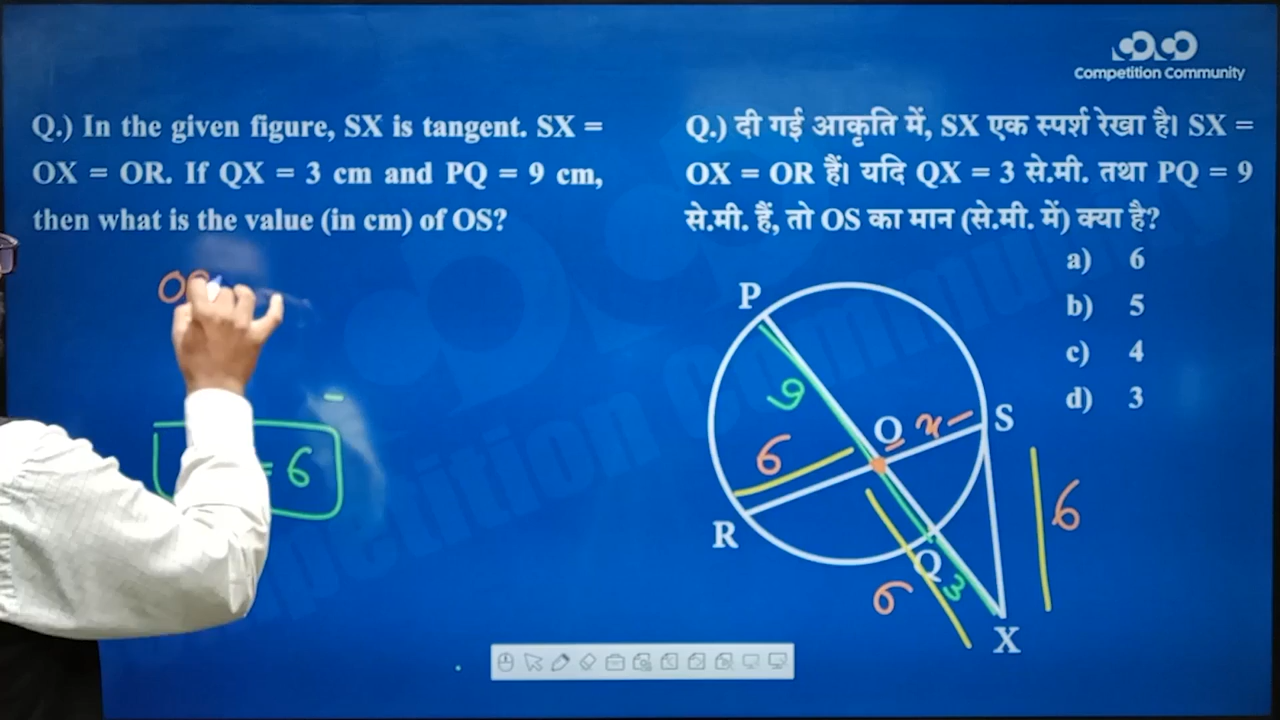 Competition Community
Q.) In the given figure, SX is tangent. SX =
OX = OR. If QX = 3 cm and PQ = 9 cm,
then what is the value (in cm) of OS?
Q.) दी गई आकृति में, SX एक स्पर्श रेखा है। SX =
OX = OR हैं। यदि QX = 3 से.मी. तथा PQ = 9
से.मी. हैं, तो OS का मान (से.मी. में) क्या है?
a) 6
b) 5
c) 4
d) 3
= 6
P
9
O x S
6
R
Q
6
3
6
X